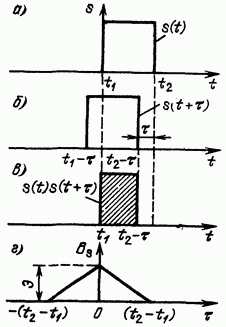 а)
s
s(t)
t₁
t₂
t
б)
s(t+τ)
τ
t₁-τ
t₂-τ
t
в)
s(t)s(t+τ)
t₁
t₂-τ
t
г)
Bₛ
Э
-(t₂-t₁)
0
(t₂-t₁)
τ